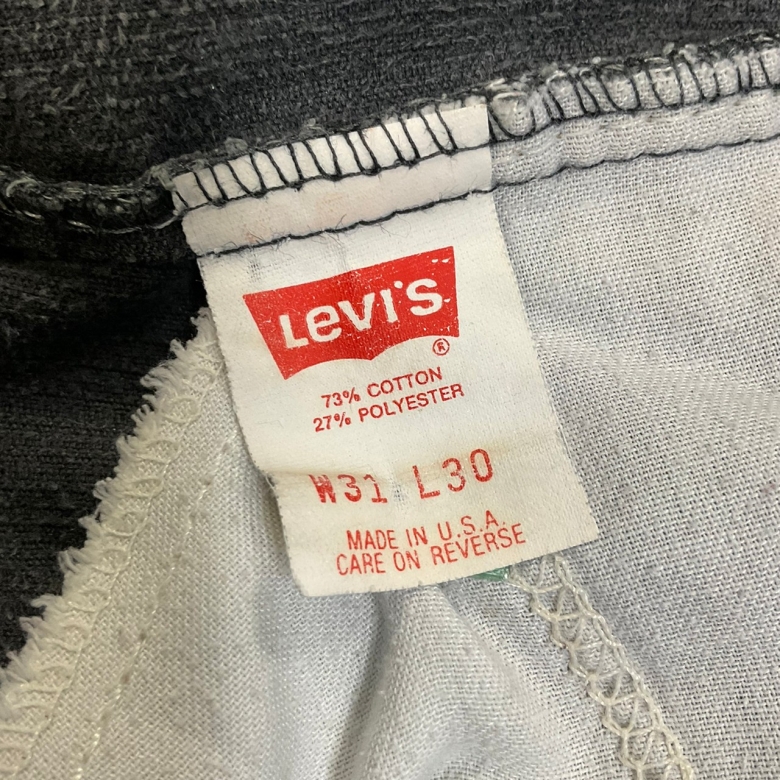 LEVI'S
®
73% COTTON
27% POLYESTER
W31 L30
MADE IN U.S.A.
CARE ON REVERSE